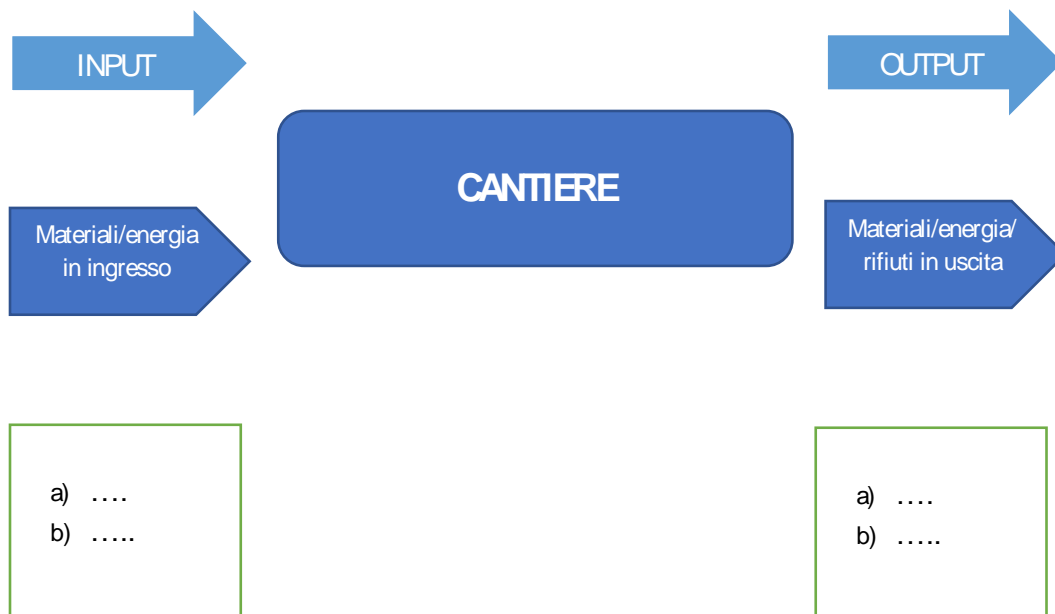 INPUT
OUTPUT
CANTIERE
Materiali/energia
in ingresso
Materiali/energia/
rifiuti in uscita
a) ....
b) .....
a) ....
b) .....